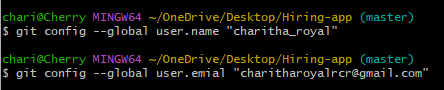 chari@Cherry MINGW64 ~/OneDrive/Desktop/Hiring-app (master)
$ git config --global user.name "charitha_royal"
chari@Cherry MINGW64 ~/OneDrive/Desktop/Hiring-app (master)
$ git config --global user.emial "charitharoyalrcr@gmail.com"